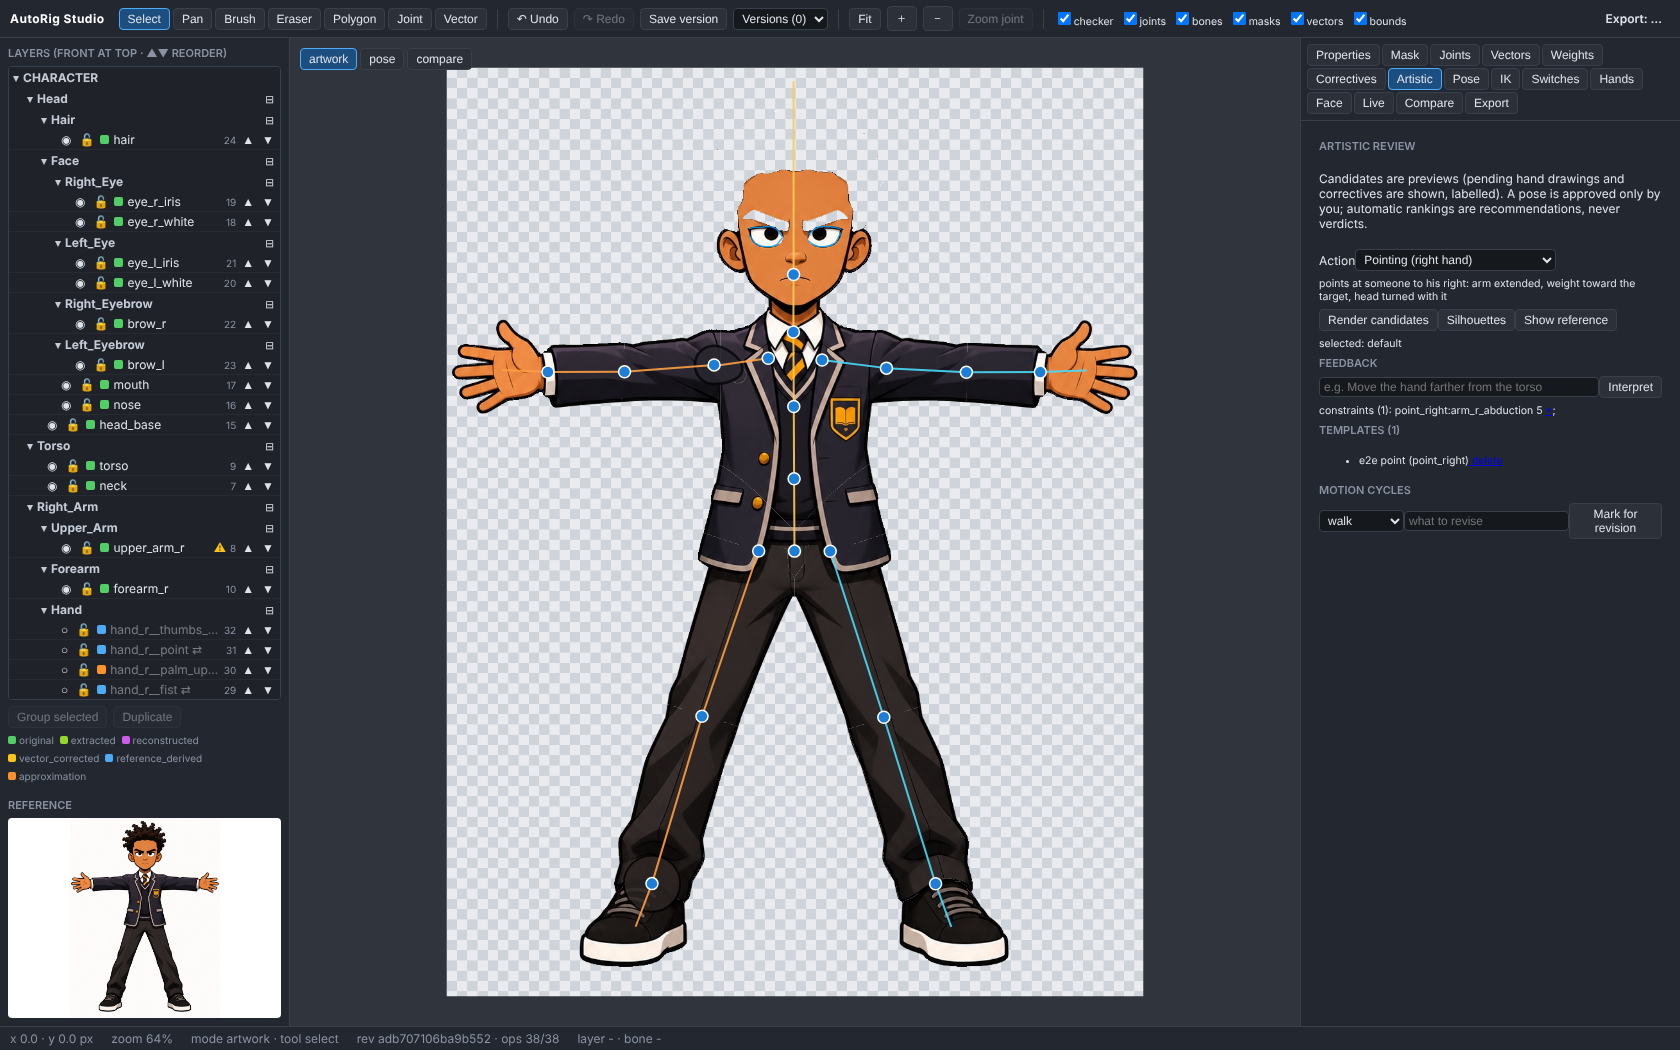 AutoRig Studio Select Pan Brush Eraser Polygon Joint Vector ↶ Undo ↷ Redo Save version Versions (0) Fit + − Zoom joint checker joints bones masks vectors bounds Export: ...
LAYERS (FRONT AT TOP · ▲▼ REORDER)
▾ CHARACTER
▾ Head
▾ Hair
hair 24 ▲ ▼
▾ Face
▾ Right_Eye
eye_r_iris 19 ▲ ▼
eye_r_white 18 ▲ ▼
▾ Left_Eye
eye_l_iris 21 ▲ ▼
eye_l_white 20 ▲ ▼
▾ Right_Eyebrow
brow_r 22 ▲ ▼
▾ Left_Eyebrow
brow_l 23 ▲ ▼
mouth 17 ▲ ▼
nose 16 ▲ ▼
head_base 15 ▲ ▼
▾ Torso
torso 9 ▲ ▼
neck 7 ▲ ▼
▾ Right_Arm
▾ Upper_Arm
upper_arm_r 8 ▲ ▼
▾ Forearm
forearm_r 10 ▲ ▼
▾ Hand
hand_r__thumbs_... 32 ▲ ▼
hand_r__point ⇄ 31 ▲ ▼
hand_r__palm_up... 30 ▲ ▼
hand_r__fist ⇄ 29 ▲ ▼
Group selected Duplicate
original extracted reconstructed
vector_corrected reference_derived
approximation
REFERENCE
artwork pose compare
Properties Mask Joints Vectors Weights
Correctives Artistic Pose IK Switches Hands
Face Live Compare Export
ARTISTIC REVIEW
Candidates are previews (pending hand drawings and
correctives are shown, labelled). A pose is approved only by
you; automatic rankings are recommendations, never
verdicts.
Action Pointing (right hand)
points at someone to his right: arm extended, weight toward the
target, head turned with it
Render candidates Silhouettes Show reference
selected: default
FEEDBACK
e.g. Move the hand farther from the torso Interpret
constraints (1): point_right:arm_r_abduction 5 ;
TEMPLATES (1)
• e2e point (point_right) delete
MOTION CYCLES
walk what to revise Mark for
revision
x 0.0 · y 0.0 px zoom 64% mode artwork · tool select rev adb707106ba9b552 · ops 38/38 layer - · bone -